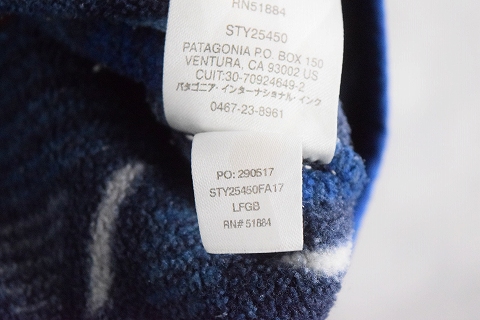 RN51884
STY25450
PATAGONIA P.O. BOX 150
VENTURA, CA 93002 US
CUIT:30-70924649-2
パタゴニア・インターナショナル・インク
0467-23-8961
PO: 290517
STY25450FA17
LFGB
RN# 51884